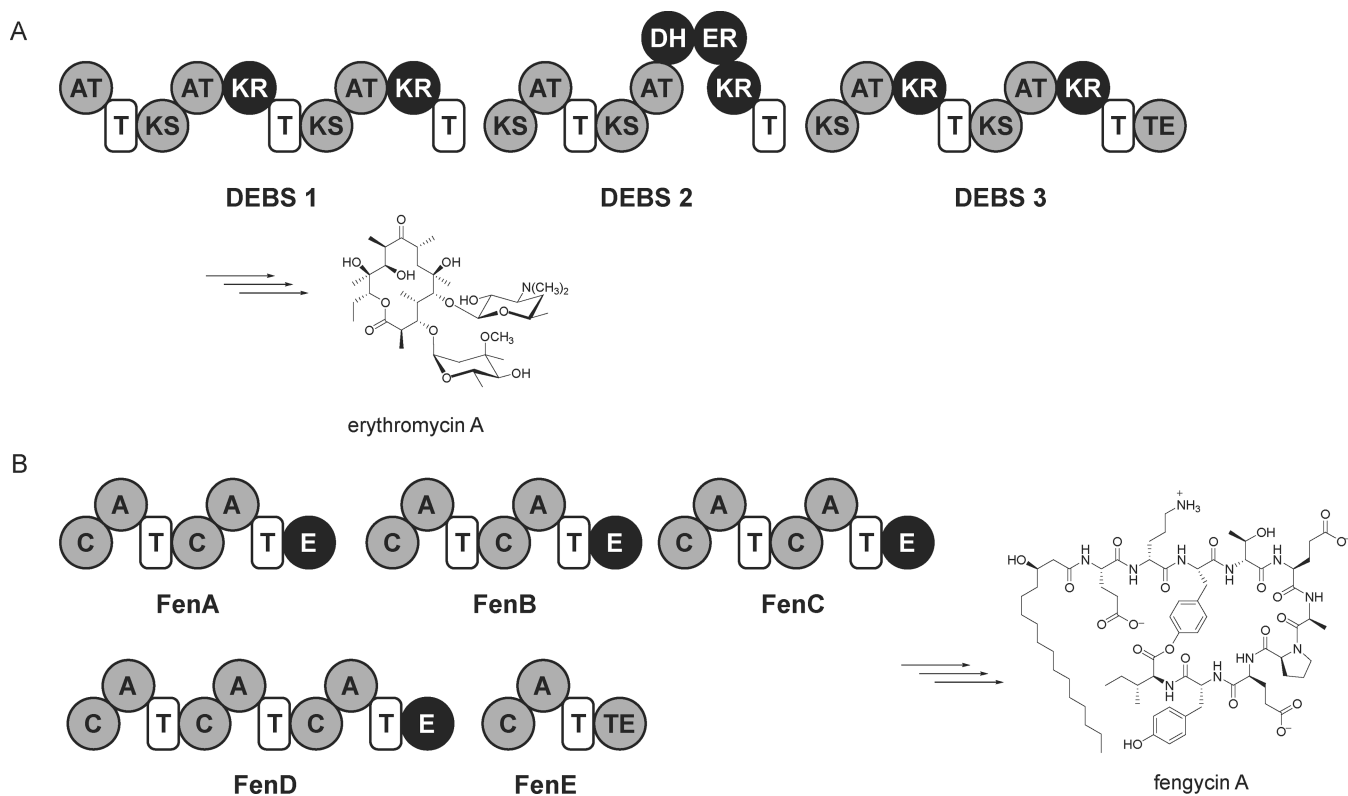 A
DH ER
AT AT KR AT KR AT AT KR AT KR AT KR
T KS T KS T KS T KS T KS T KS T TE
DEBS 1 DEBS 2 DEBS 3
O
HO OH OH
O HO N(CH3)2
O O
O O OCH3
O OH
erythromycin A
B
A A A A A A
C T C T E C T C T E C T C T E
FenA FenB FenC
A A A A
C T C T C T E C T TE
FenD FenE
+
NH3
OH O O−
HO O H N O N H O H N O N H O H N O NH
O O−
O O O N
O N H O H N O H N O O O−
HO
fengycin A